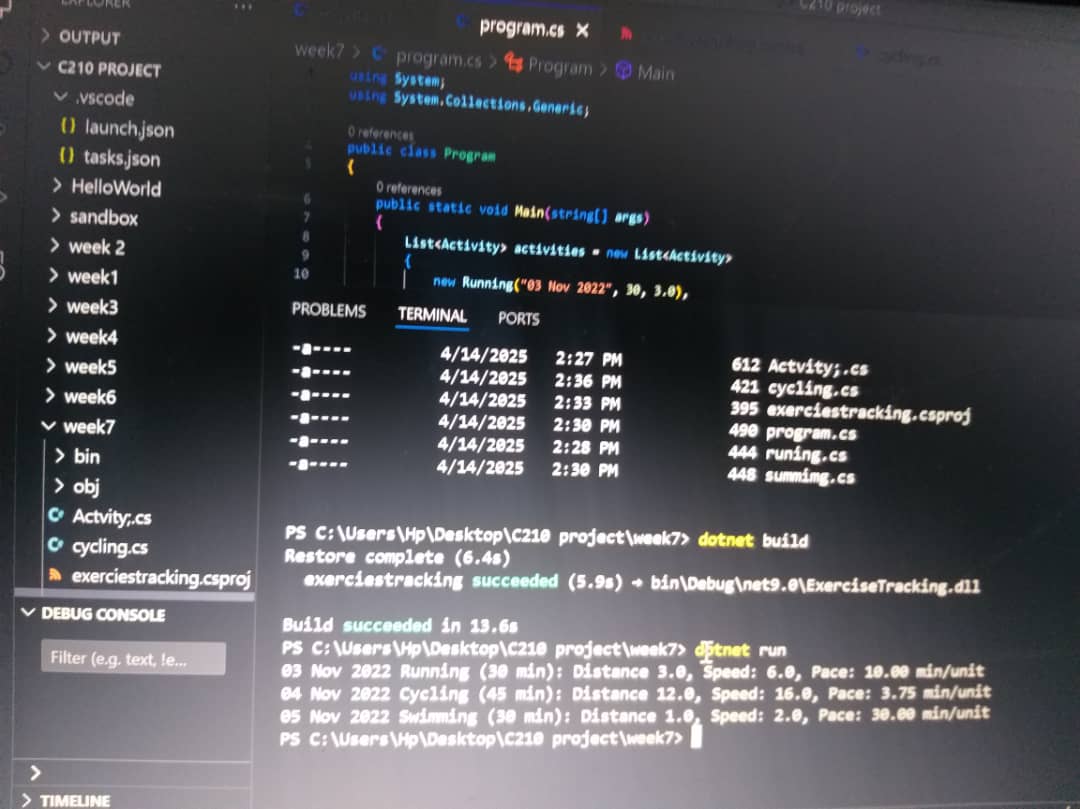 EXPLORER
...
OUTPUT
C210 PROJECT
.vscode
{} launch.json
{} tasks.json
HelloWorld
sandbox
week 2
week1
week3
week4
week5
week6
week7
bin
obj
Actvity;.cs
cycling.cs
exerciestracking.csproj
DEBUG CONSOLE
Filter (e.g. text, !e...
TIMELINE
C210 project
program.cs
cycling.cs
week7 > program.cs > Program > Main
using System;
using System.Collections.Generic;
0 references
4 public class Program
5 {
0 references
6 public static void Main(string[] args)
7 {
8 List<Activity> activities = new List<Activity>
9 {
10 new Running("03 Nov 2022", 30, 3.0),
PROBLEMS TERMINAL PORTS
-a---- 4/14/2025 2:27 PM 612 Actvity;.cs
-a---- 4/14/2025 2:36 PM 421 cycling.cs
-a---- 4/14/2025 2:33 PM 395 exerciestracking.csproj
-a---- 4/14/2025 2:30 PM 490 program.cs
-a---- 4/14/2025 2:28 PM 444 runing.cs
-a---- 4/14/2025 2:30 PM 448 summimg.cs
PS C:\Users\Hp\Desktop\C210 project\week7> dotnet build
Restore complete (6.4s)
exerciestracking succeeded (5.9s) → bin\Debug\net9.0\ExerciseTracking.dll
Build succeeded in 13.6s
PS C:\Users\Hp\Desktop\C210 project\week7> dotnet run
03 Nov 2022 Running (30 min): Distance 3.0, Speed: 6.0, Pace: 10.00 min/unit
04 Nov 2022 Cycling (45 min): Distance 12.0, Speed: 16.0, Pace: 3.75 min/unit
05 Nov 2022 Swimming (30 min): Distance 1.0, Speed: 2.0, Pace: 30.00 min/unit
PS C:\Users\Hp\Desktop\C210 project\week7>